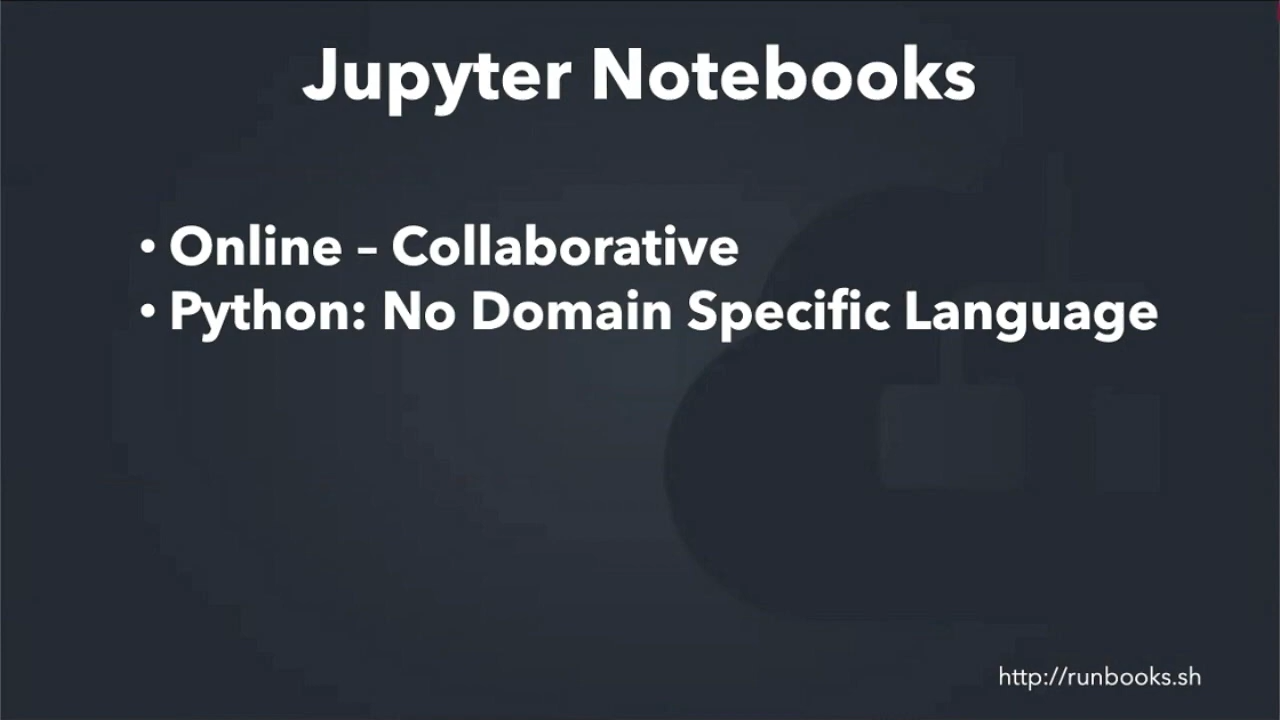 Jupyter Notebooks
• Online – Collaborative
• Python: No Domain Specific Language
http://runbooks.sh